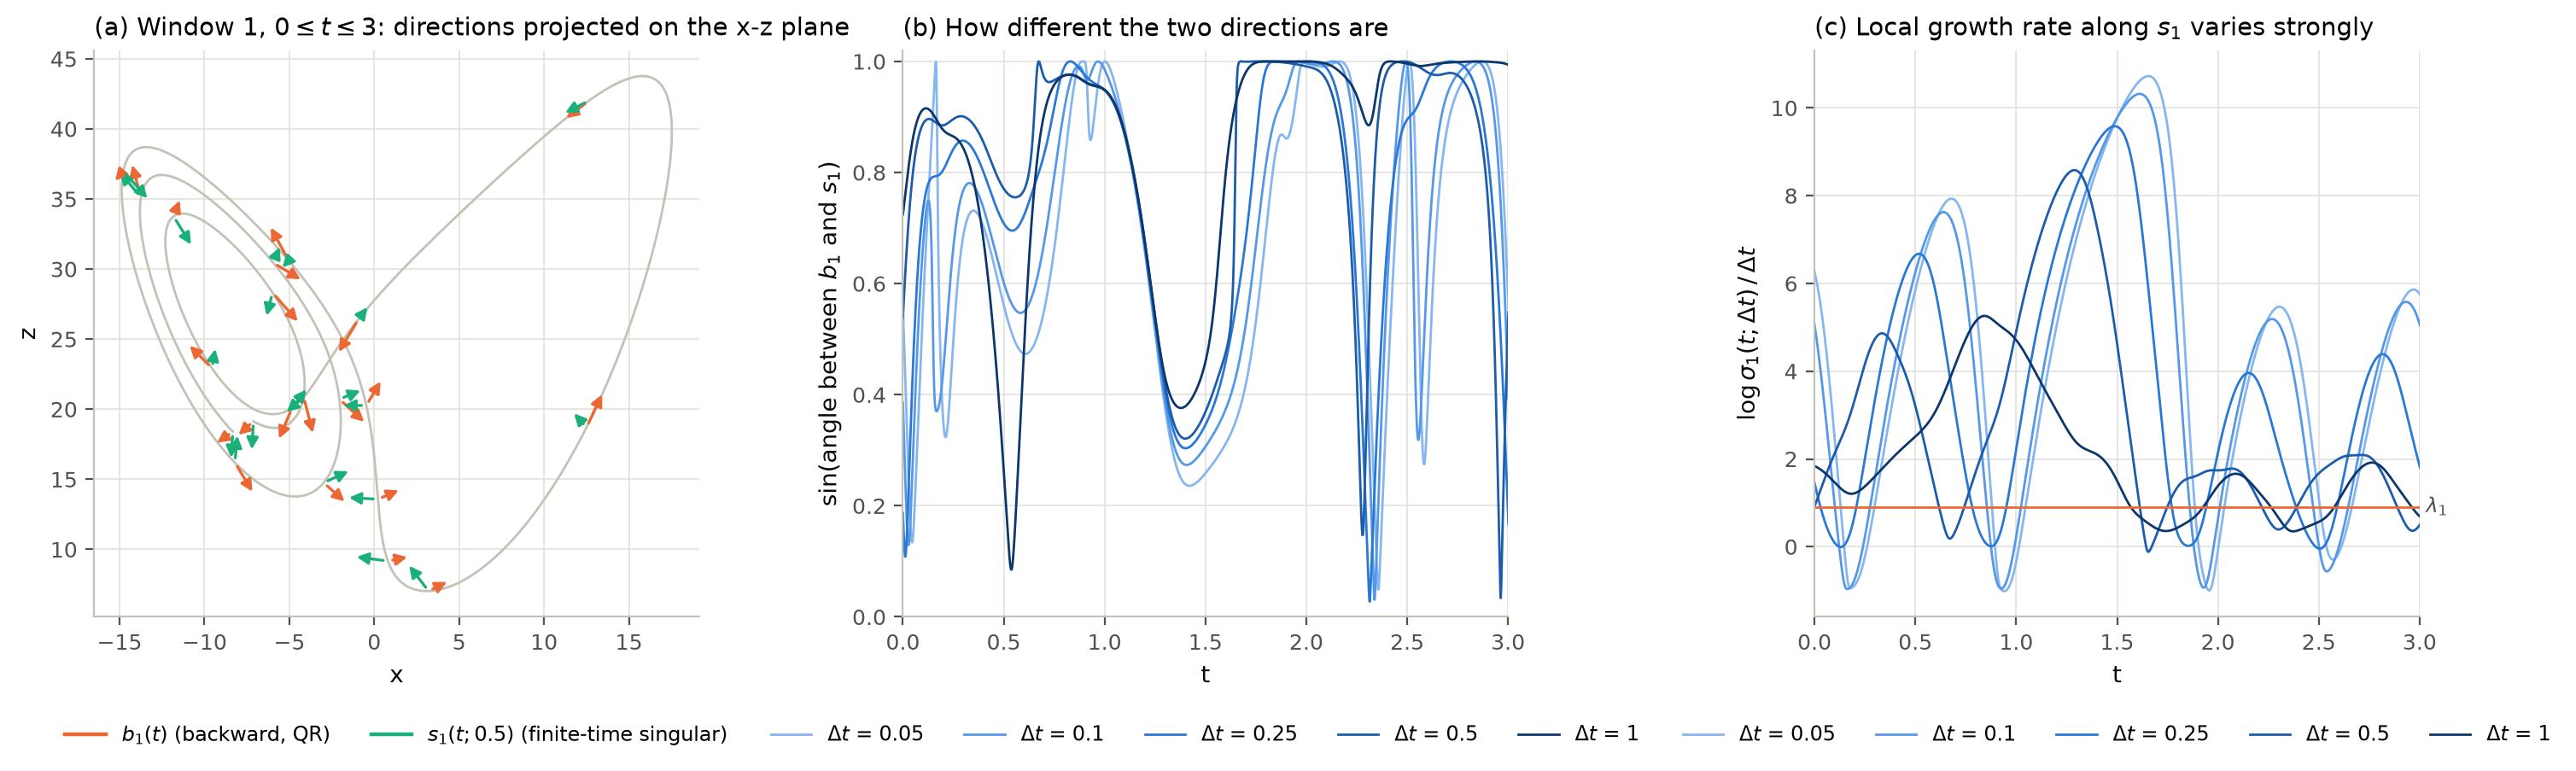 (a) Window 1, 0 ≤ t ≤ 3: directions projected on the x-z plane
45
40
35
30
25
20
15
10
z
−15
−10
−5
0
5
10
15
x
(b) How different the two directions are
1.0
0.8
0.6
0.4
0.2
0.0
sin(angle between b₁ and s₁)
0.0
0.5
1.0
1.5
2.0
2.5
3.0
t
(c) Local growth rate along s₁ varies strongly
10
8
6
4
2
0
log σ₁(t; Δt) / Δt
λ₁
0.0
0.5
1.0
1.5
2.0
2.5
3.0
t
b₁(t) (backward, QR)
s₁(t; 0.5) (finite-time singular)
Δt = 0.05
Δt = 0.1
Δt = 0.25
Δt = 0.5
Δt = 1
Δt = 0.05
Δt = 0.1
Δt = 0.25
Δt = 0.5
Δt = 1